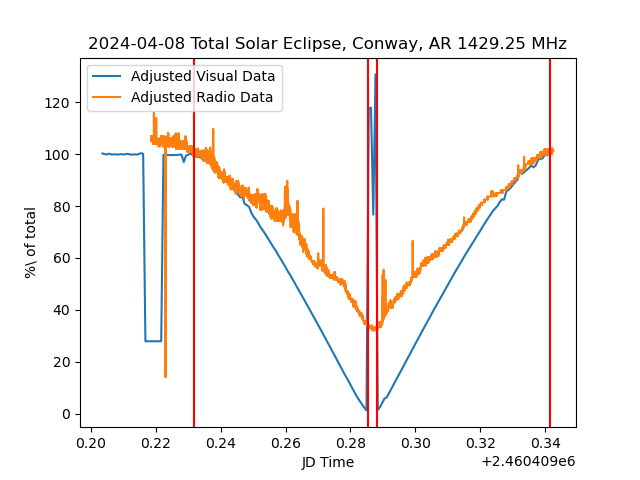 2024-04-08 Total Solar Eclipse, Conway, AR 1429.25 MHz
Adjusted Visual Data
Adjusted Radio Data
120
100
80
60
40
20
0
%\ of total
0.20 0.22 0.24 0.26 0.28 0.30 0.32 0.34
JD Time
+2.460409e6